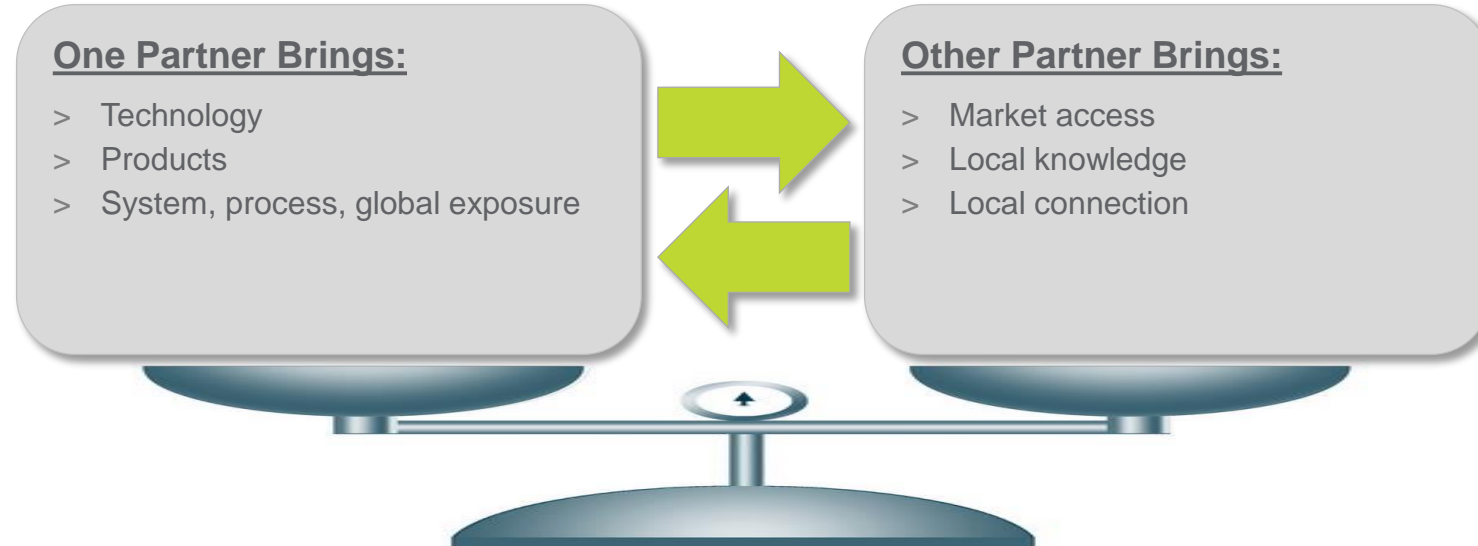 One Partner Brings:
> Technology
> Products
> System, process, global exposure
Other Partner Brings:
> Market access
> Local knowledge
> Local connection